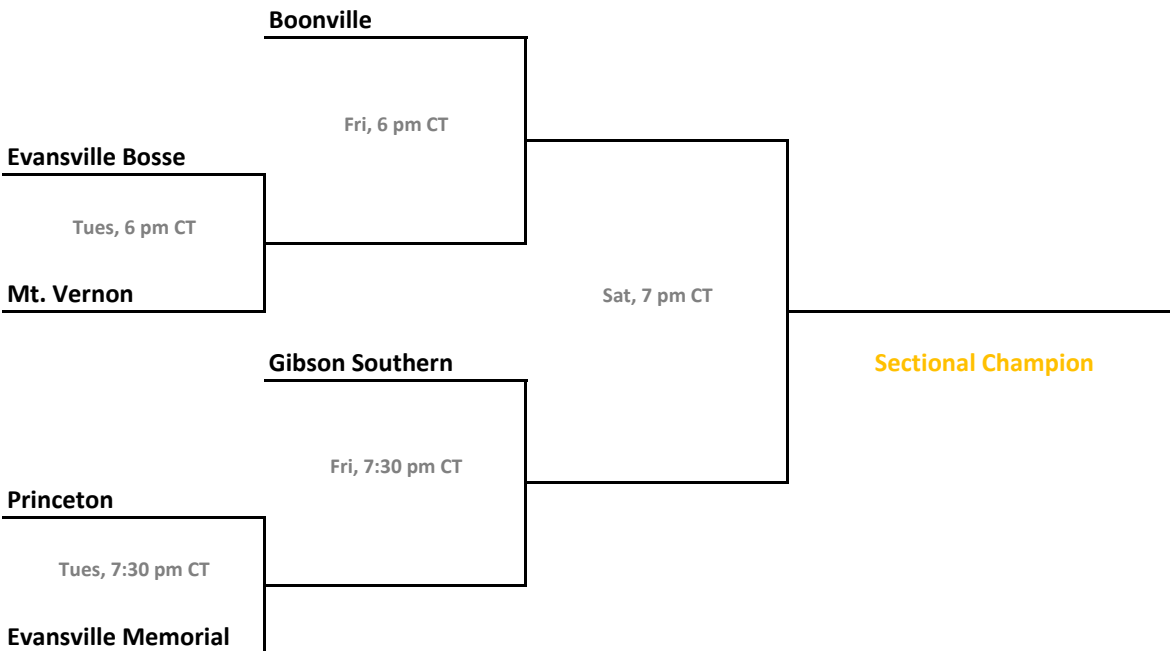 Boonville
Fri, 6 pm CT
Evansville Bosse
Tues, 6 pm CT
Mt. Vernon
Sat, 7 pm CT
Gibson Southern
Sectional Champion
Fri, 7:30 pm CT
Princeton
Tues, 7:30 pm CT
Evansville Memorial